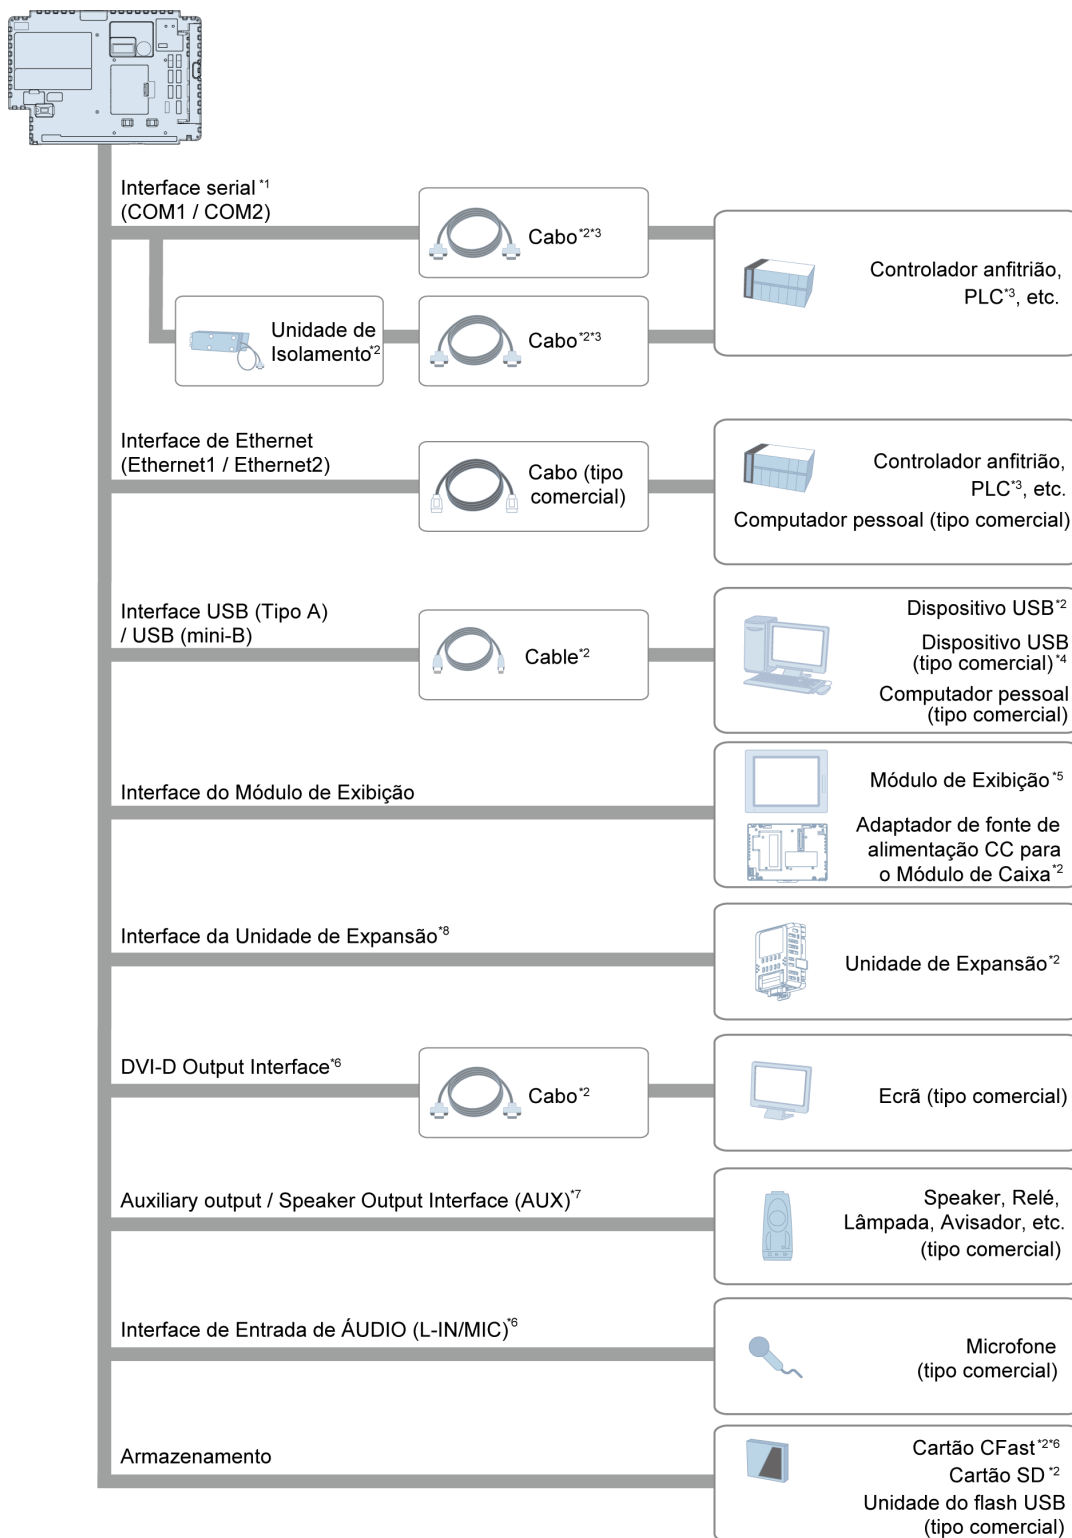 Interface serial*1
(COM1 / COM2)
Cabo*2*3
Controlador anfitrião,
PLC*3, etc.
Unidade de
Isolamento*2
Cabo*2*3
Interface de Ethernet
(Ethernet1 / Ethernet2)
Cabo (tipo
comercial)
Controlador anfitrião,
PLC*3, etc.
Computador pessoal (tipo comercial)
Interface USB (Tipo A)
/ USB (mini-B)
Cable*2
Dispositivo USB*2
Dispositivo USB
(tipo comercial)*4
Computador pessoal
(tipo comercial)
Interface do Módulo de Exibição
Módulo de Exibição*5
Adaptador de fonte de
alimentação CC para
o Módulo de Caixa*2
Interface da Unidade de Expansão*8
Unidade de Expansão*2
DVI-D Output Interface*6
Cabo*2
Ecrã (tipo comercial)
Auxiliary output / Speaker Output Interface (AUX)*7
Speaker, Relé,
Lâmpada, Avisador, etc.
(tipo comercial)
Interface de Entrada de ÁUDIO (L-IN/MIC)*6
Microfone
(tipo comercial)
Armazenamento
Cartão CFast*2*6
Cartão SD*2
Unidade do flash USB
(tipo comercial)